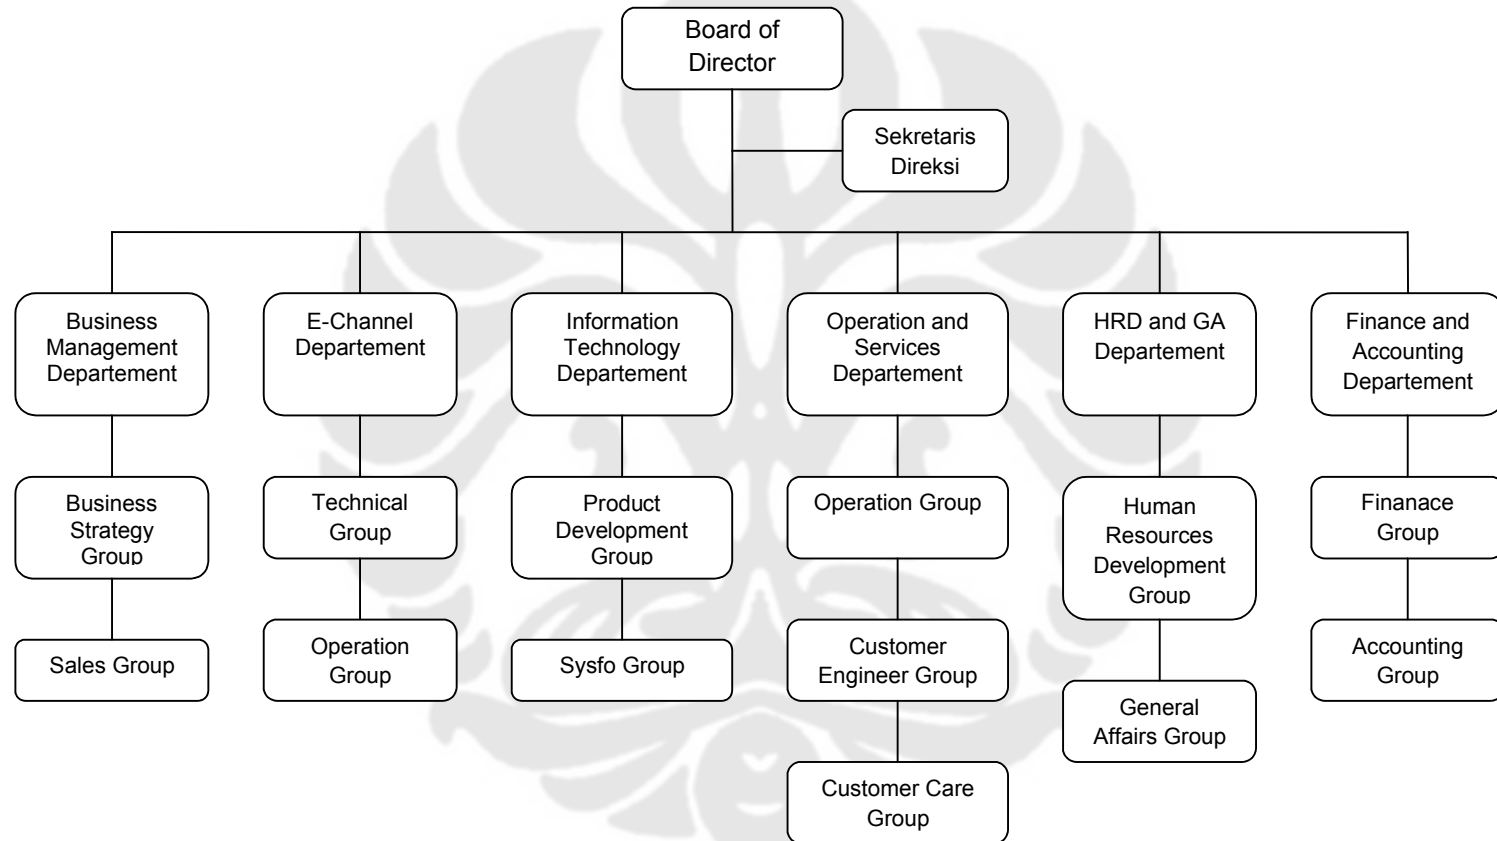 Board of
Director
Sekretaris
Direksi
Business
Management
Departement
E-Channel
Departement
Information
Technology
Departement
Operation and
Services
Departement
HRD and GA
Departement
Finance and
Accounting
Departement
Business
Strategy
Group
Technical
Group
Product
Development
Group
Operation Group
Human
Resources
Development
Group
Finanace
Group
Sales Group
Operation
Group
Sysfo Group
Customer
Engineer Group
General
Affairs Group
Accounting
Group
Customer Care
Group